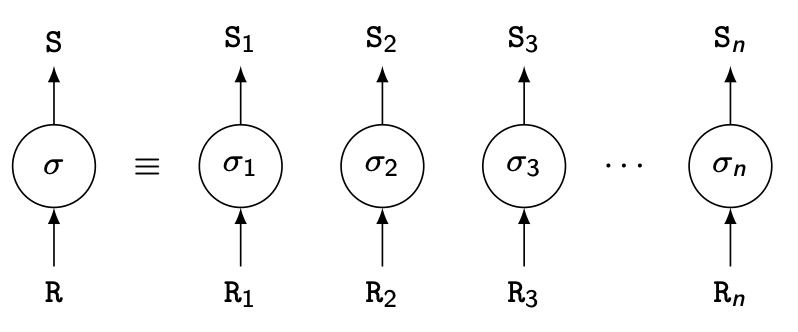 S S₁ S₂ S₃ Sₙ
σ ≡ σ₁ σ₂ σ₃ ··· σₙ
R R₁ R₂ R₃ Rₙ